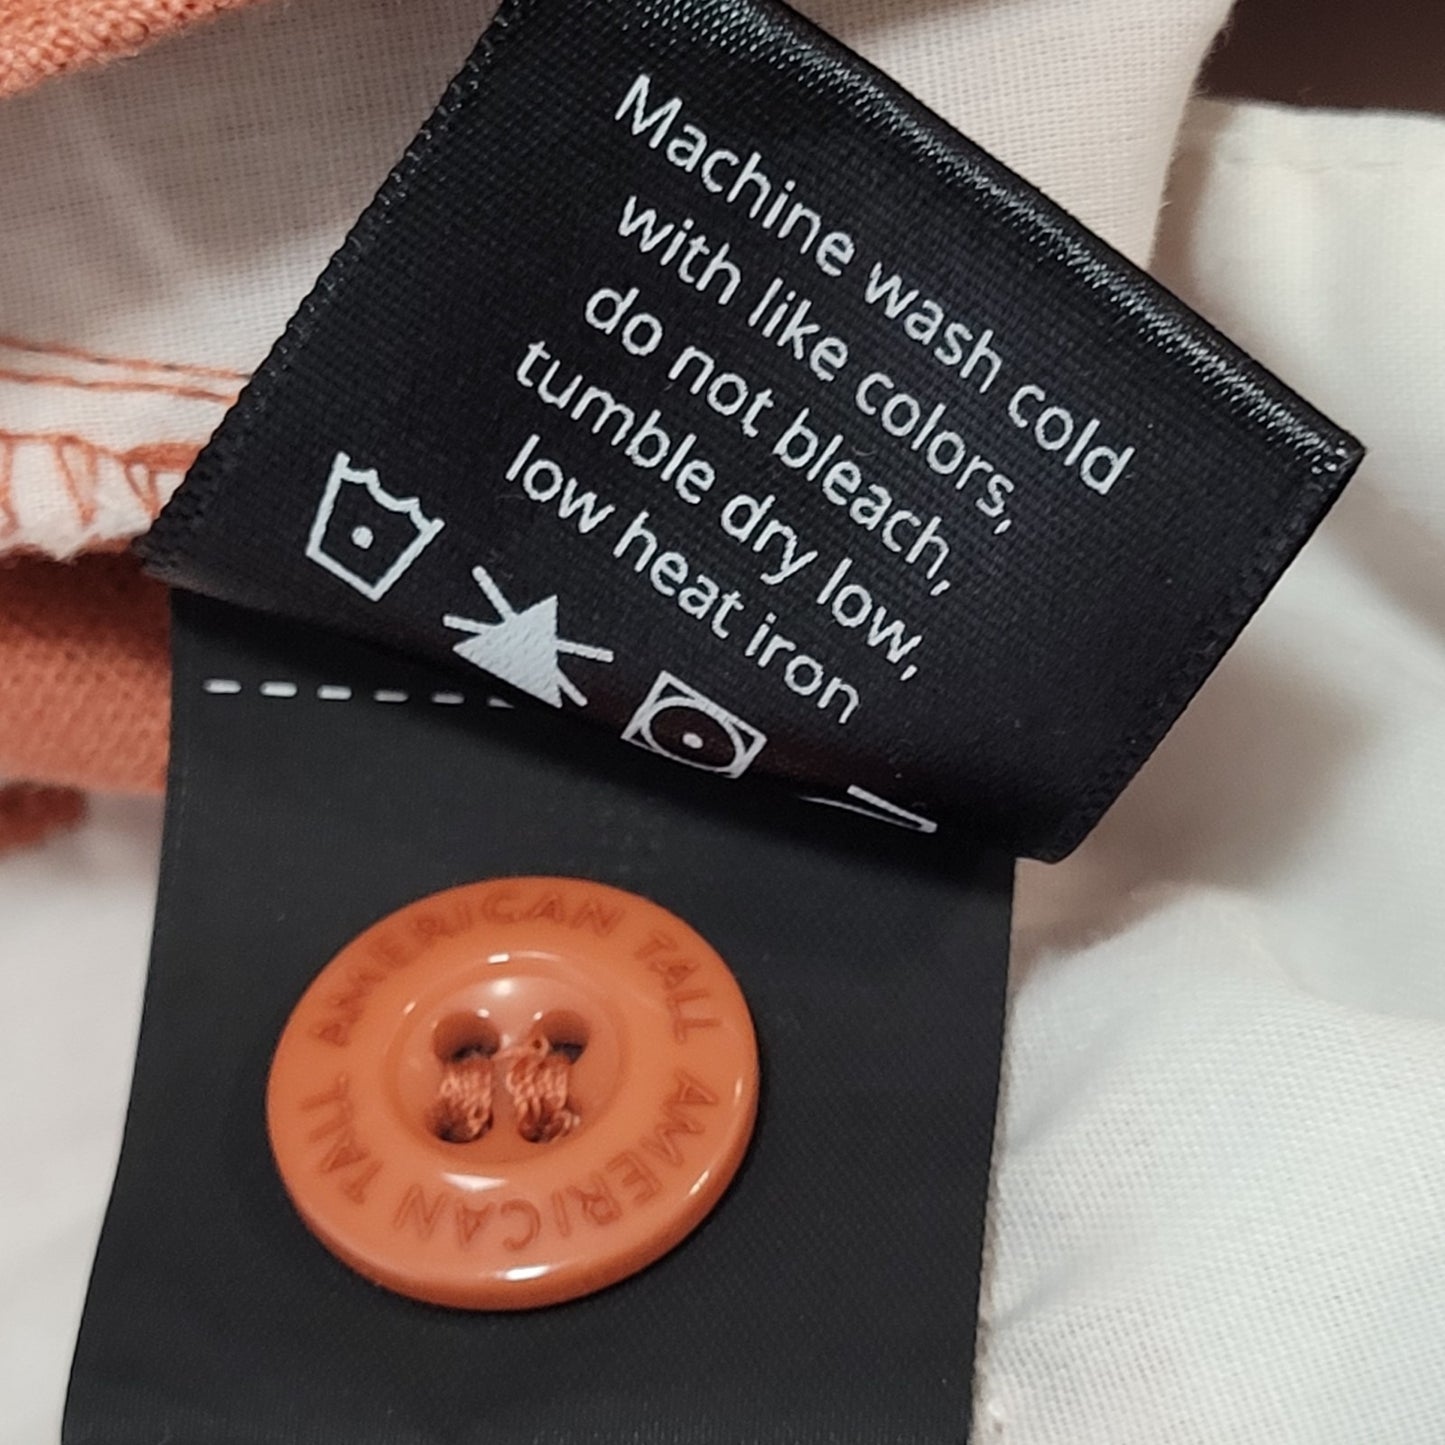 Machine wash cold
with like colors,
do not bleach,
tumble dry low,
low heat iron
AMERICAN TALL AMERICAN TALL